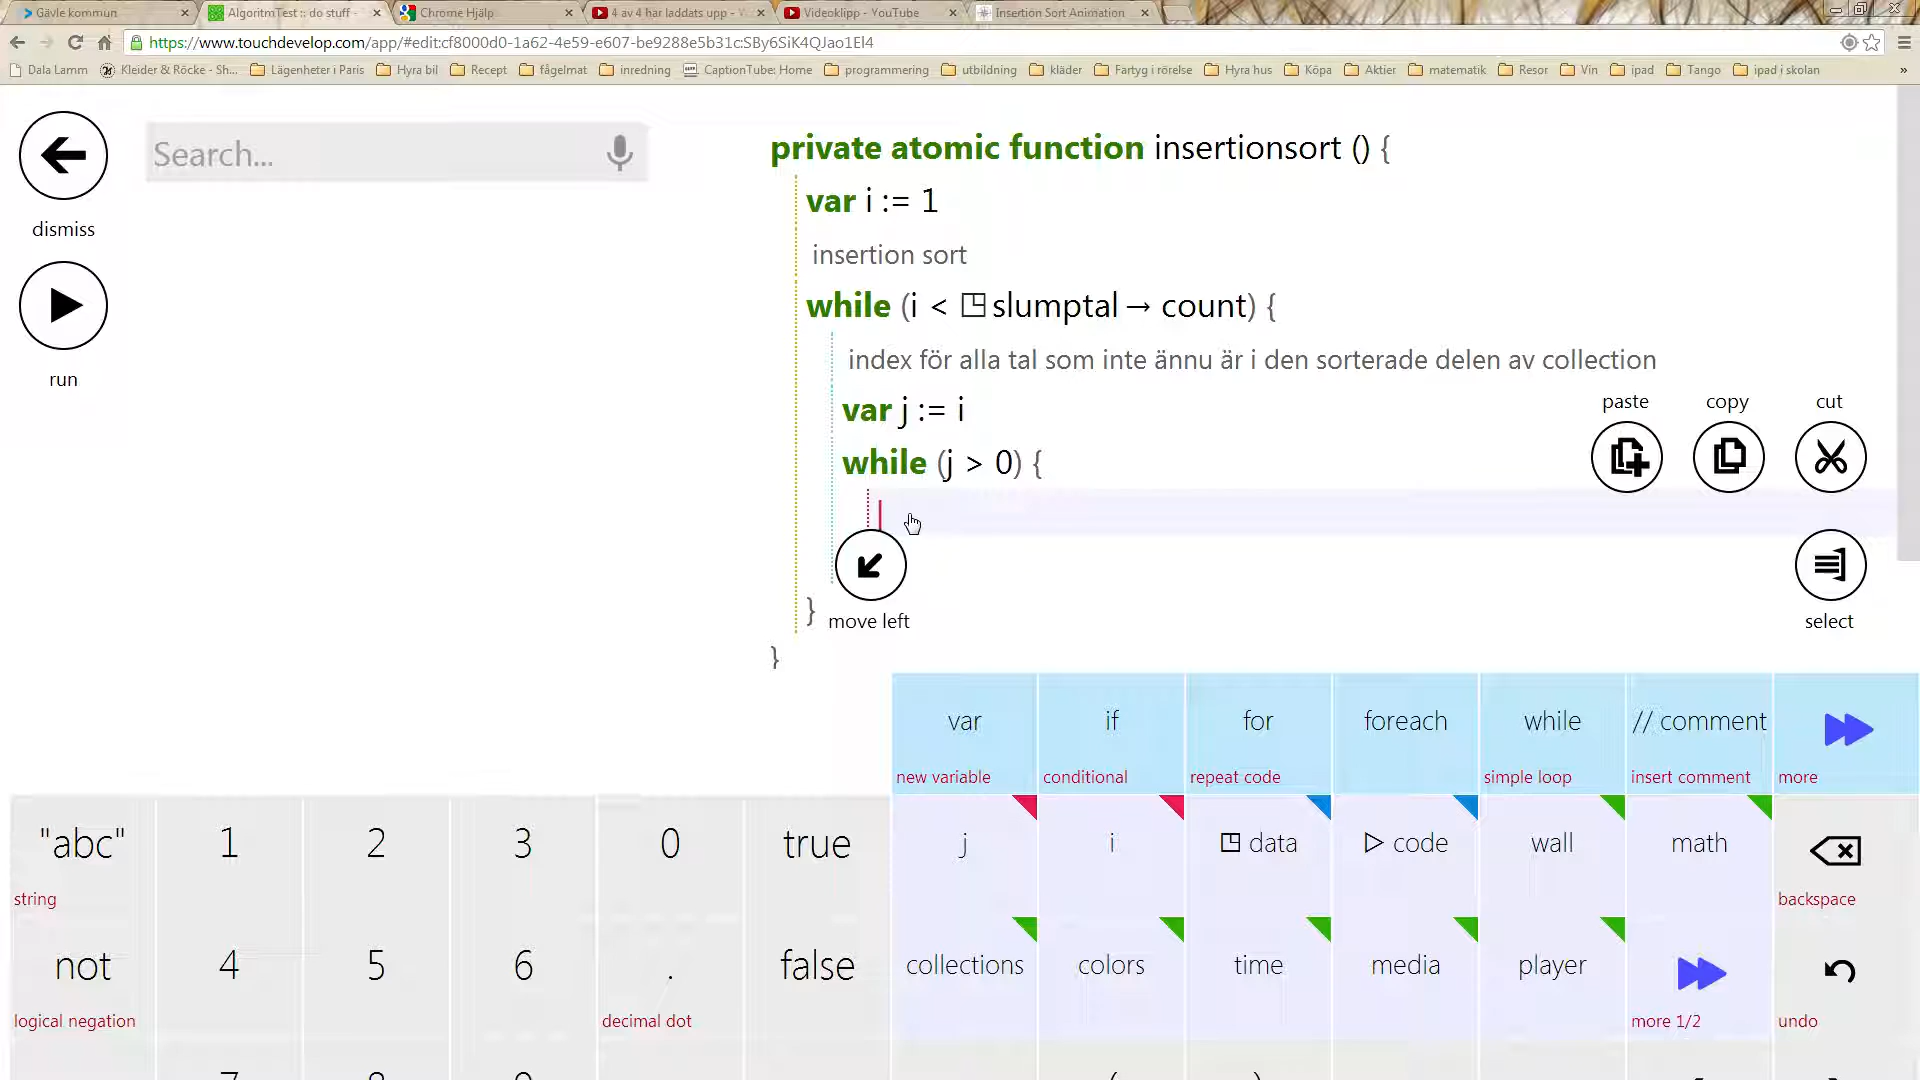 Gävle kommun
AlgoritmTest :: do stuff -
Chrome Hjälp
4 av 4 har laddats upp -
Videoklipp - YouTube
Insertion Sort Animation
https://www.touchdevelop.com/app/#edit:cf8000d0-1a62-4e59-e607-be9288e5b31c:SBy6SiK4QJao1El4
Dala Lamm
Kleider & Röcke - Sh...
Lägenheter i Paris
Hyra bil
Recept
fågelmat
inredning
CaptionTube: Home
programmering
utbildning
kläder
Fartyg i rörelse
Hyra hus
Köpa
Aktier
matematik
Resor
Vin
ipad
Tango
ipad i skolan
»
dismiss
run
Search...
private atomic function insertionsort () {
var i := 1
insertion sort
while (i < slumptal → count) {
index för alla tal som inte ännu är i den sorterade delen av collection
var j := i
while (j > 0) {
}
}
paste
copy
cut
move left
select
var
new variable
if
conditional
for
repeat code
foreach
while
simple loop
// comment
insert comment
more
"abc"
string
1
2
3
0
true
j
i
data
code
wall
math
backspace
not
logical negation
4
5
6
.
decimal dot
false
collections
colors
time
media
player
more 1/2
undo